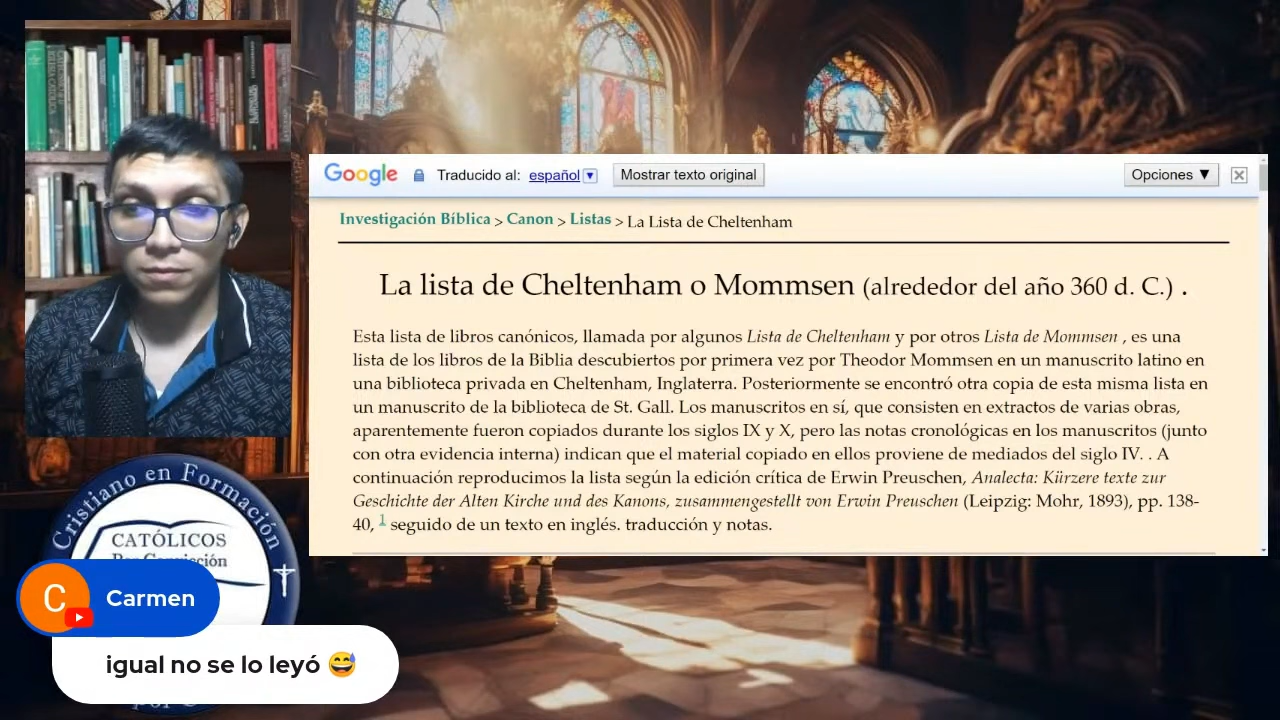 Google
Traducido al: español
Mostrar texto original
Opciones ▼
Investigación Bíblica > Canon > Listas > La Lista de Cheltenham
La lista de Cheltenham o Mommsen (alrededor del año 360 d. C.) .
Esta lista de libros canónicos, llamada por algunos Lista de Cheltenham y por otros Lista de Mommsen , es una
lista de los libros de la Biblia descubiertos por primera vez por Theodor Mommsen en un manuscrito latino en
una biblioteca privada en Cheltenham, Inglaterra. Posteriormente se encontró otra copia de esta misma lista en
un manuscrito de la biblioteca de St. Gall. Los manuscritos en sí, que consisten en extractos de varias obras,
aparentemente fueron copiados durante los siglos IX y X, pero las notas cronológicas en los manuscritos (junto
con otra evidencia interna) indican que el material copiado en ellos proviene de mediados del siglo IV. . A
continuación reproducimos la lista según la edición crítica de Erwin Preuschen, Analecta: Kürzere texte zur
Geschichte der Alten Kirche und des Kanons, zusammengestellt von Erwin Preuschen (Leipzig: Mohr, 1893), pp. 138-
40, 1 seguido de un texto en inglés. traducción y notas.
Cristiano en Formación
CATÓLICOS
Por Convicción
C
Carmen
igual no se lo leyó 😅